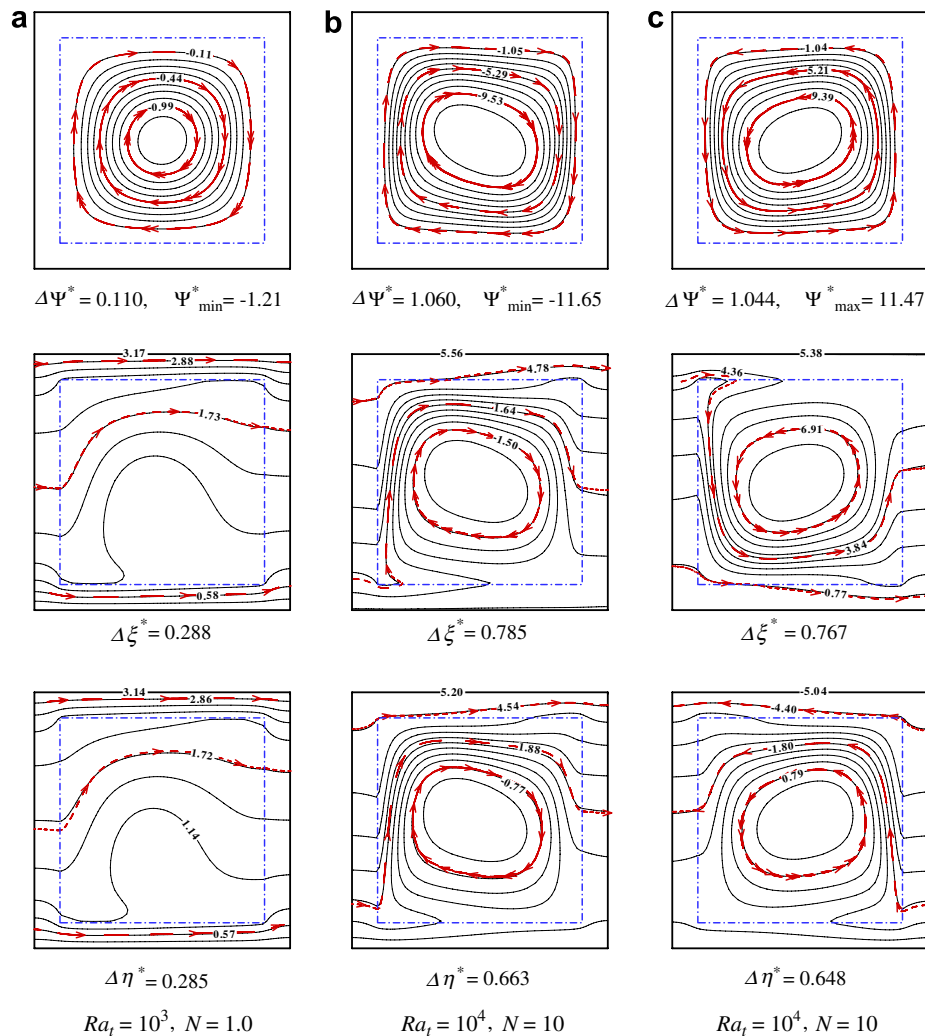 a b c
-0.11 -1.05 1.04
-0.44 -5.29 5.21
-0.99 -9.53 9.39
ΔΨ* = 0.110, Ψ*min = -1.21 ΔΨ* = 1.060, Ψ*min = -11.65 ΔΨ* = 1.044, Ψ*max = 11.47
3.17 5.56 5.38
2.88 4.78 4.36
1.73 1.64 6.91
-1.50
3.84
0.58 0.77
Δξ* = 0.288 Δξ* = 0.785 Δξ* = 0.767
3.14 5.20 -5.04
2.86 4.54 -4.40
1.72 1.88 -1.80
-0.77 0.79
1.14
0.57
Δη* = 0.285 Δη* = 0.663 Δη* = 0.648
Ra_t = 10³, N = 1.0 Ra_t = 10⁴, N = 10 Ra_t = 10⁴, N = 10